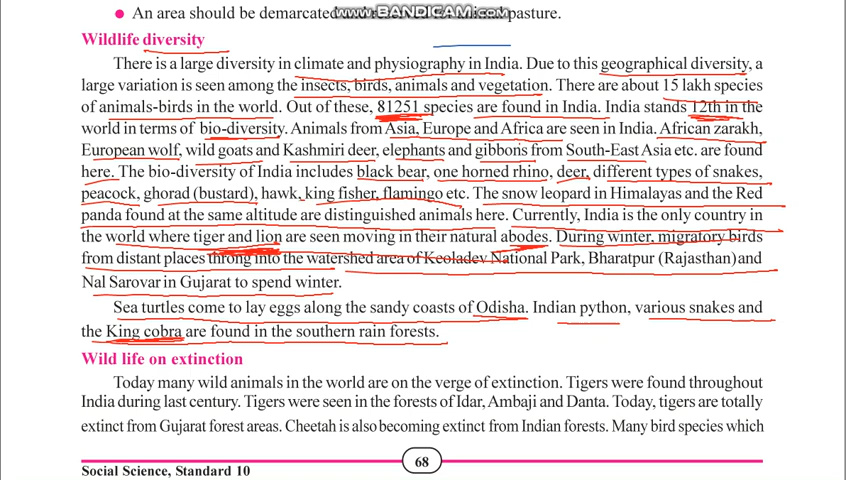 ● An area should be demarcated pasture.
www.BANDICAM.com
Wildlife diversity
There is a large diversity in climate and physiography in India. Due to this geographical diversity, a
large variation is seen among the insects, birds, animals and vegetation. There are about 15 lakh species
of animals-birds in the world. Out of these, 81251 species are found in India. India stands 12th in the
world in terms of bio-diversity. Animals from Asia, Europe and Africa are seen in India. African zarakh,
European wolf, wild goats and Kashmiri deer, elephants and gibbons from South-East Asia etc. are found
here. The bio-diversity of India includes black bear, one horned rhino, deer, different types of snakes,
peacock, ghorad (bustard), hawk, king fisher, flamingo etc. The snow leopard in Himalayas and the Red
panda found at the same altitude are distinguished animals here. Currently, India is the only country in
the world where tiger and lion are seen moving in their natural abodes. During winter, migratory birds
from distant places throng into the watershed area of Keoladev National Park, Bharatpur (Rajasthan) and
Nal Sarovar in Gujarat to spend winter.
Sea turtles come to lay eggs along the sandy coasts of Odisha. Indian python, various snakes and
the King cobra are found in the southern rain forests.
Wild life on extinction
Today many wild animals in the world are on the verge of extinction. Tigers were found throughout
India during last century. Tigers were seen in the forests of Idar, Ambaji and Danta. Today, tigers are totally
extinct from Gujarat forest areas. Cheetah is also becoming extinct from Indian forests. Many bird species which
68
Social Science, Standard 10